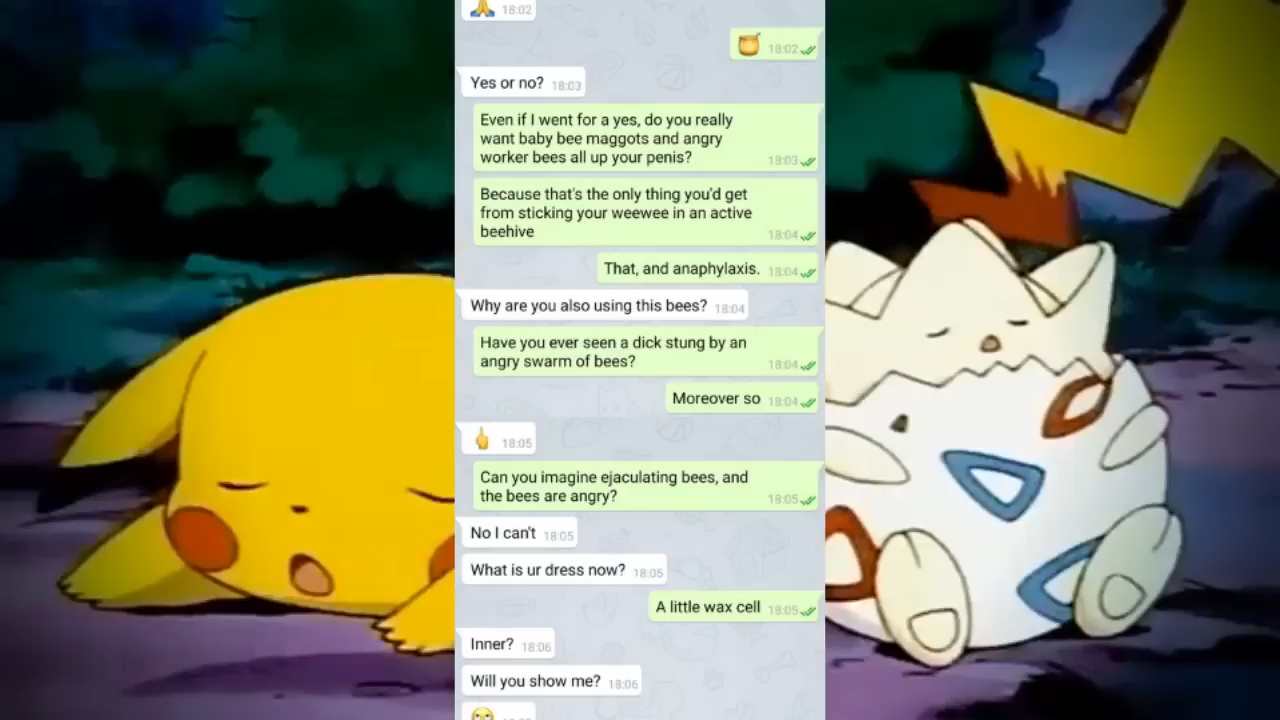 🙏 18:02
🍯 18:02
Yes or no? 18:03
Even if I went for a yes, do you really
want baby bee maggots and angry
worker bees all up your penis? 18:03
Because that's the only thing you'd get
from sticking your weewee in an active
beehive 18:04
That, and anaphylaxis. 18:04
Why are you also using this bees? 18:04
Have you ever seen a dick stung by an
angry swarm of bees? 18:04
Moreover so 18:04
🖕 18:05
Can you imagine ejaculating bees, and
the bees are angry? 18:05
No I can't 18:05
What is ur dress now? 18:05
A little wax cell 18:05
Inner? 18:06
Will you show me? 18:06